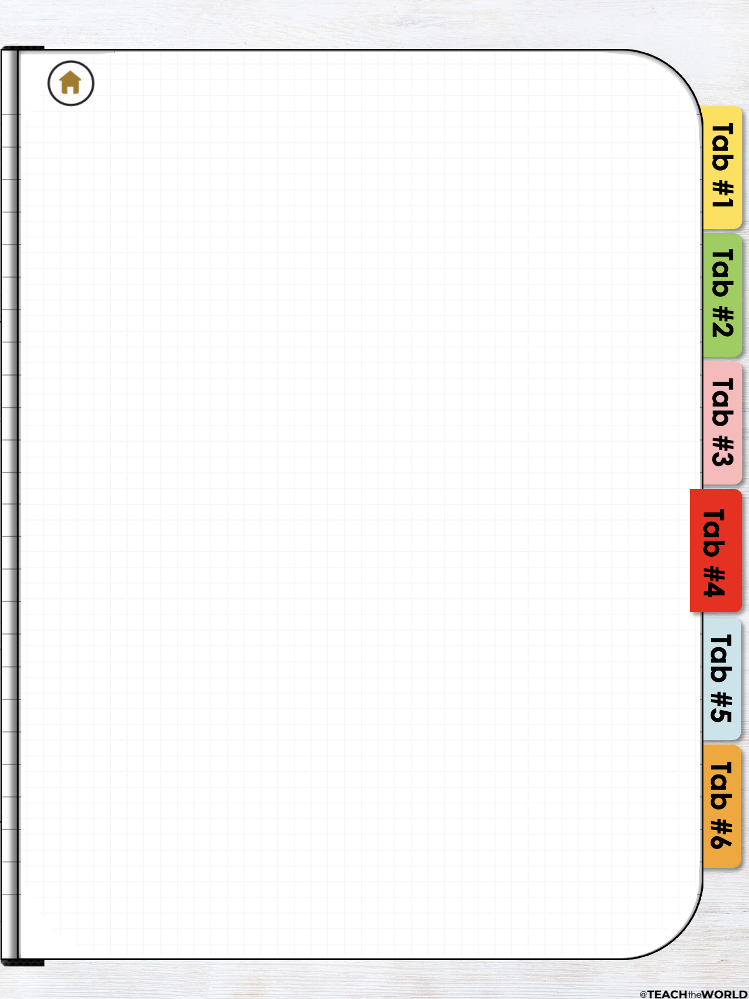 Tab #1
Tab #2
Tab #3
Tab #4
Tab #5
Tab #6
@TEACHtheWORLD